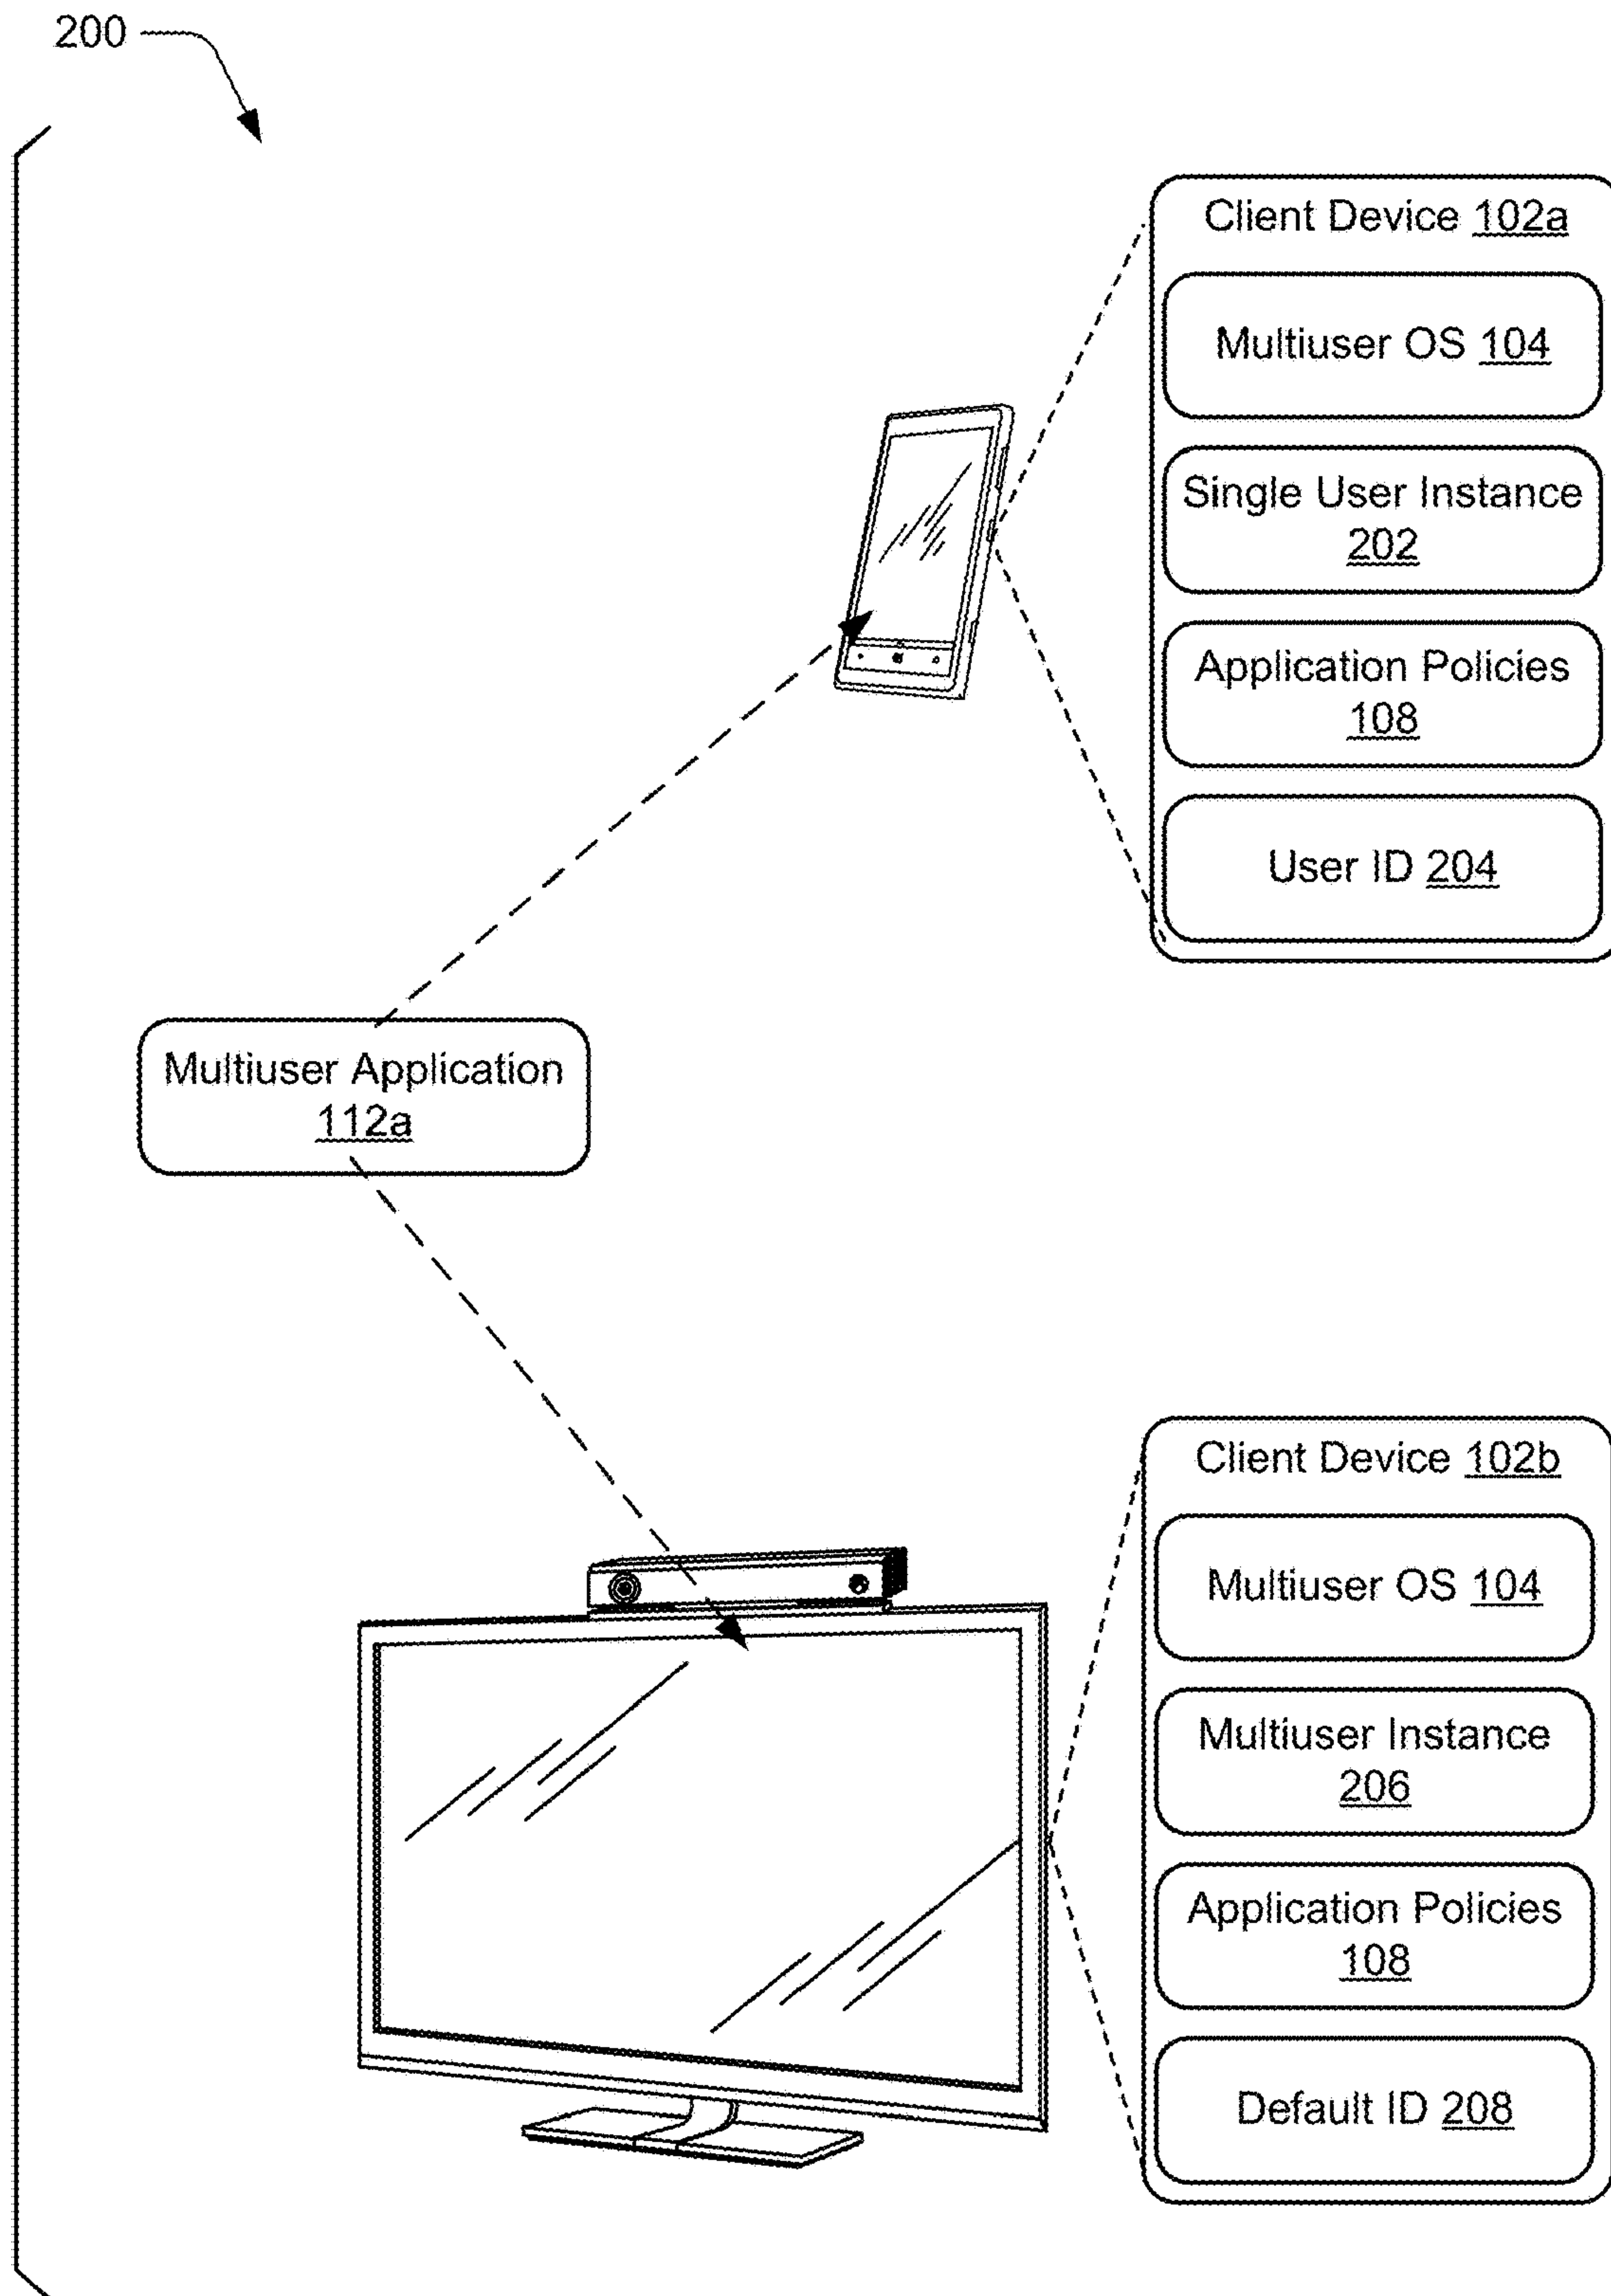 200
Client Device 102a
Multiuser OS 104
Single User Instance
202
Application Policies
108
User ID 204
Multiuser Application
112a
Client Device 102b
Multiuser OS 104
Multiuser Instance
206
Application Policies
108
Default ID 208